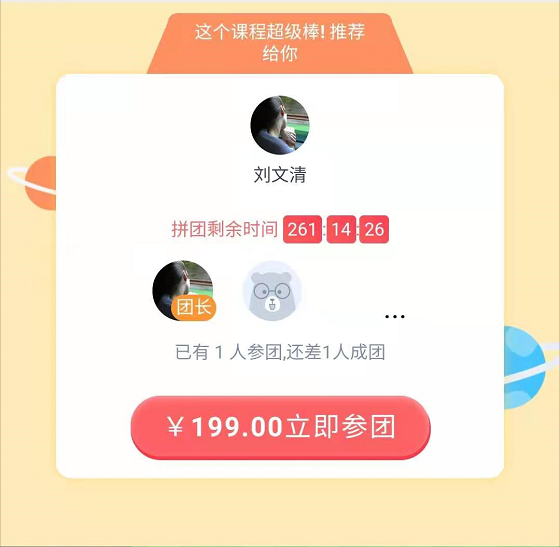 这个课程超级棒! 推荐
给你
刘文清
拼团剩余时间 261:14:26
团长
...
已有 1 人参团,还差1人成团
￥199.00立即参团